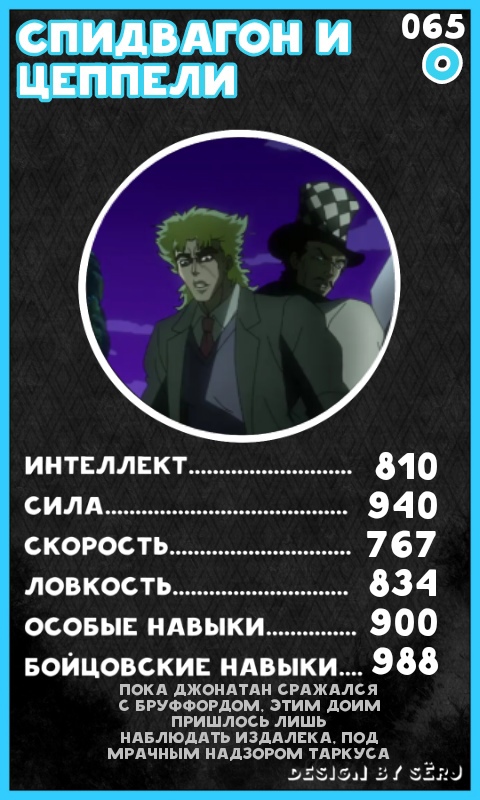 СПИДВАГОН И
ЦЕППЕЛИ
065
ИНТЕЛЛЕКТ.................................... 810
СИЛА...................................................... 940
СКОРОСТЬ........................................ 767
ЛОВКОСТЬ....................................... 834
ОСОБЫЕ НАВЫКИ.................... 900
БОЙЦОВСКИЕ НАВЫКИ.... 988
ПОКА ДЖОНАТАН СРАЖАЛСЯ
С БРУФФОРДОМ, ЭТИМ ДОИМ
ПРИШЛОСЬ ЛИШЬ
НАБЛЮДАТЬ ИЗДАЛЕКА, ПОД
МРАЧНЫМ НАДЗОРОМ ТАРКУСА
DESIGN BY SЁRJ